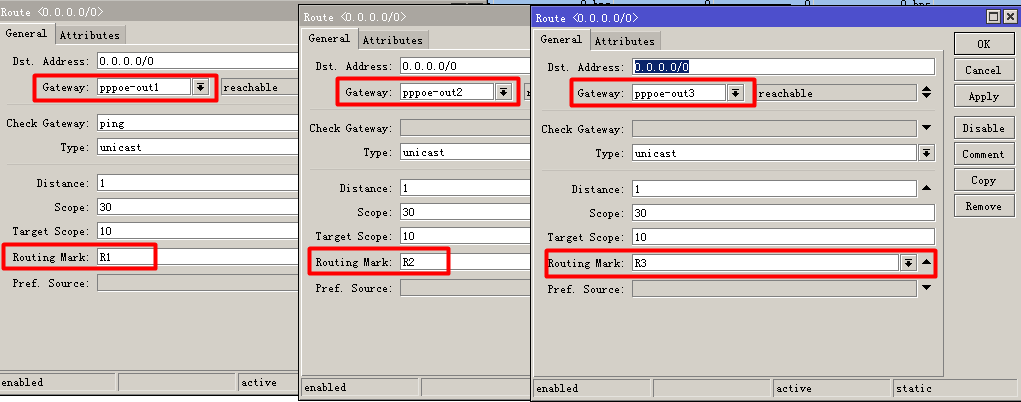 Route <0.0.0.0/0>
General
Attributes
Dst. Address: 0.0.0.0/0
Gateway: pppoe-out1 reachable
Check Gateway: ping
Type: unicast
Distance: 1
Scope: 30
Target Scope: 10
Routing Mark: R1
Pref. Source:
enabled
active
Route <0.0.0.0/0>
General
Attributes
Dst. Address: 0.0.0.0/0
Gateway: pppoe-out2
Check Gateway:
Type: unicast
Distance: 1
Scope: 30
Target Scope: 10
Routing Mark: R2
Pref. Source:
enabled
Route <0.0.0.0/0>
General
Attributes
Dst. Address: 0.0.0.0/0
Gateway: pppoe-out3 reachable
Check Gateway:
Type: unicast
Distance: 1
Scope: 30
Target Scope: 10
Routing Mark: R3
Pref. Source:
enabled
active
static
OK
Cancel
Apply
Disable
Comment
Copy
Remove